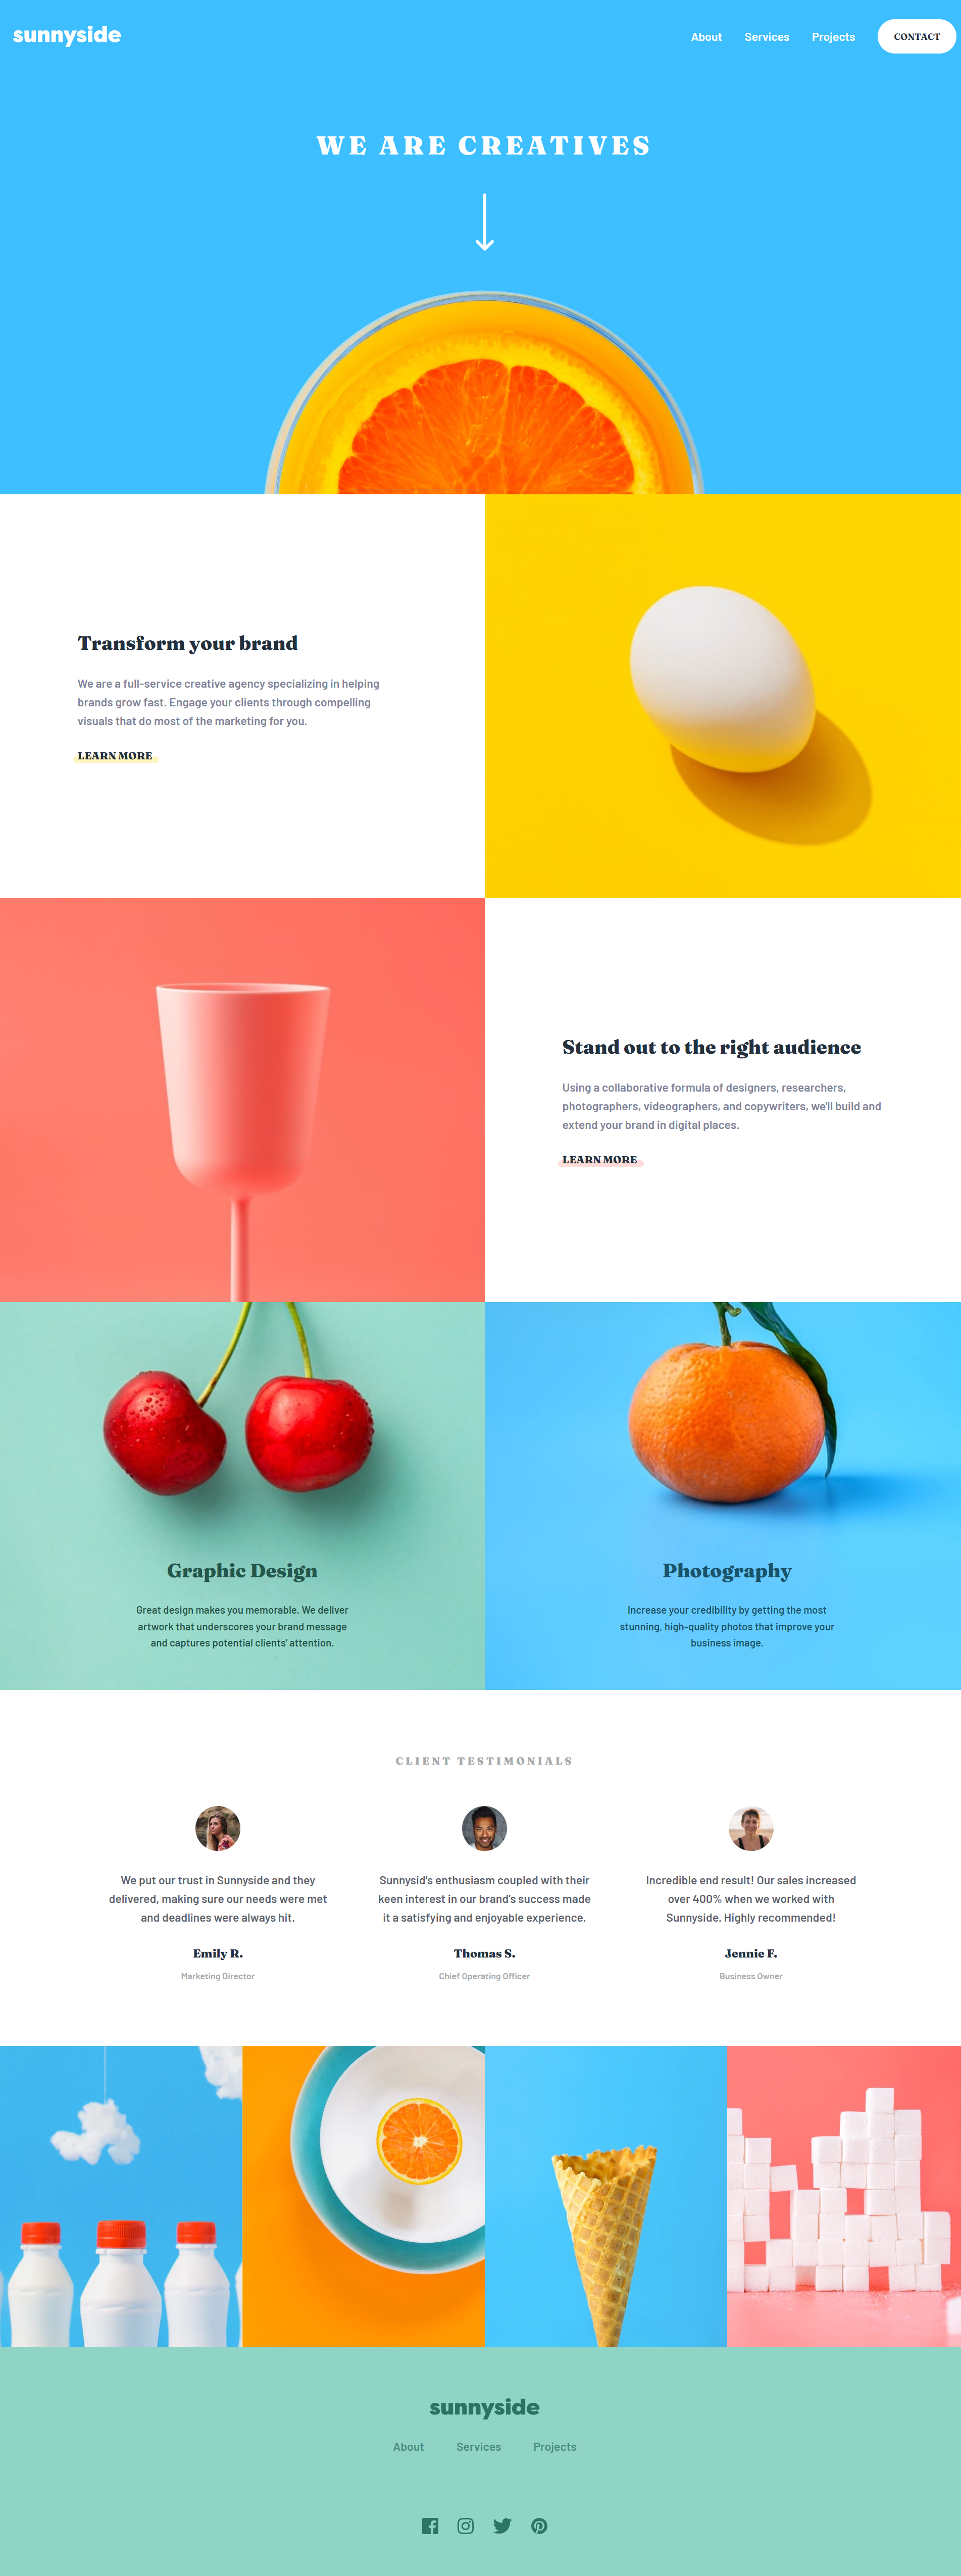 sunnyside
About Services Projects CONTACT
WE ARE CREATIVES
Transform your brand
We are a full-service creative agency specializing in helping
brands grow fast. Engage your clients through compelling
visuals that do most of the marketing for you.
LEARN MORE
Stand out to the right audience
Using a collaborative formula of designers, researchers,
photographers, videographers, and copywriters, we'll build and
extend your brand in digital places.
LEARN MORE
Graphic Design
Great design makes you memorable. We deliver
artwork that underscores your brand message
and captures potential clients' attention.
Photography
Increase your credibility by getting the most
stunning, high-quality photos that improve your
business image.
CLIENT TESTIMONIALS
We put our trust in Sunnyside and they
delivered, making sure our needs were met
and deadlines were always hit.
Emily R.
Marketing Director
Sunnysid's enthusiasm coupled with their
keen interest in our brand's success made
it a satisfying and enjoyable experience.
Thomas S.
Chief Operating Officer
Incredible end result! Our sales increased
over 400% when we worked with
Sunnyside. Highly recommended!
Jennie F.
Business Owner
sunnyside
About Services Projects